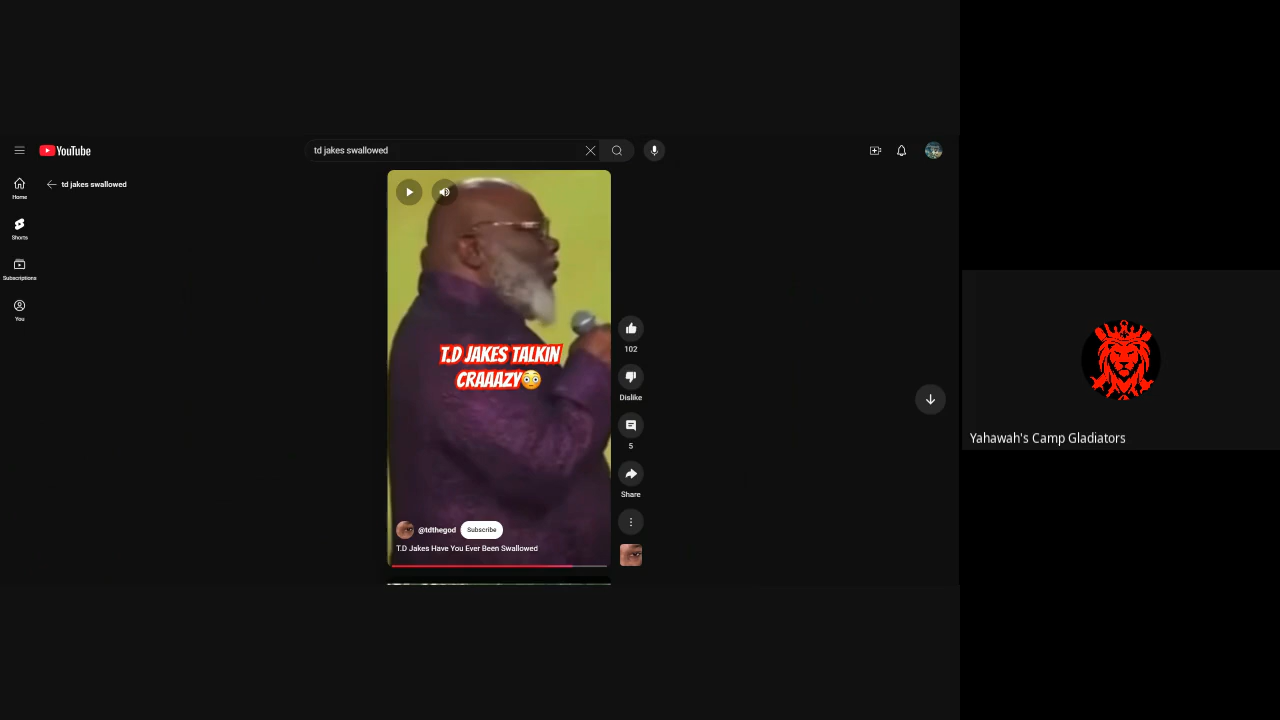 YouTube
td jakes swallowed
Home
Shorts
Subscriptions
You
td jakes swallowed
T.D JAKES TALKIN
CRAAAZY😳
@tdthegod
Subscribe
T.D Jakes Have You Ever Been Swallowed
102
Dislike
5
Share
Yahawah's Camp Gladiators